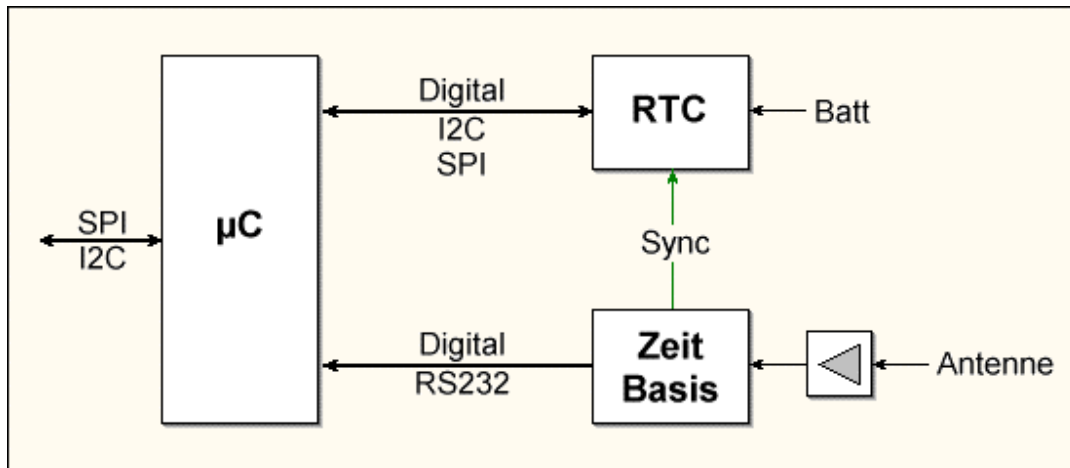 Digital
I2C
SPI
RTC
Batt
SPI
I2C
µC
Sync
Digital
RS232
Zeit
Basis
Antenne